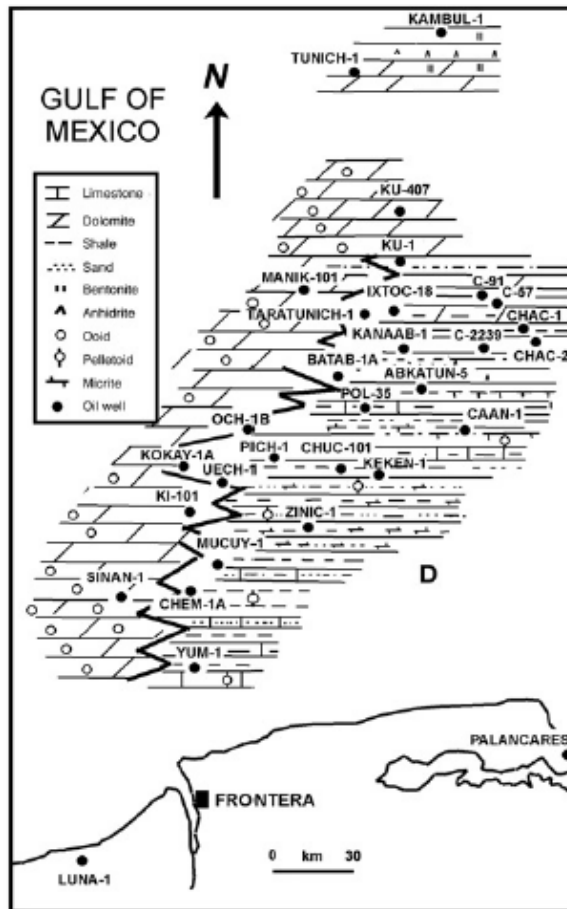 KAMBUL-1
TUNICH-1
N
GULF OF
MEXICO
Limestone
Dolomite
Shale
Sand
Bentonite
Anhidrite
Ooid
Pelletoid
Micrite
Oil well
KU-407
KU-1
MANIK-101
IXTOC-18
C-91
C-57
TARATUNICH-1
CHAC-1
KANAAB-1
C-2239
CHAC-2
BATAB-1A
ABKATUN-5
POL-35
OCH-1B
CAAN-1
PIICH-1
CHUC-101
KOKAY-1A
UECH-1
KEKEN-1
KI-101
ZINIC-1
MUCUY-1
D
SINAN-1
CHEM-1A
YUM-1
PALANCARES
FRONTERA
0 km 30
LUNA-1